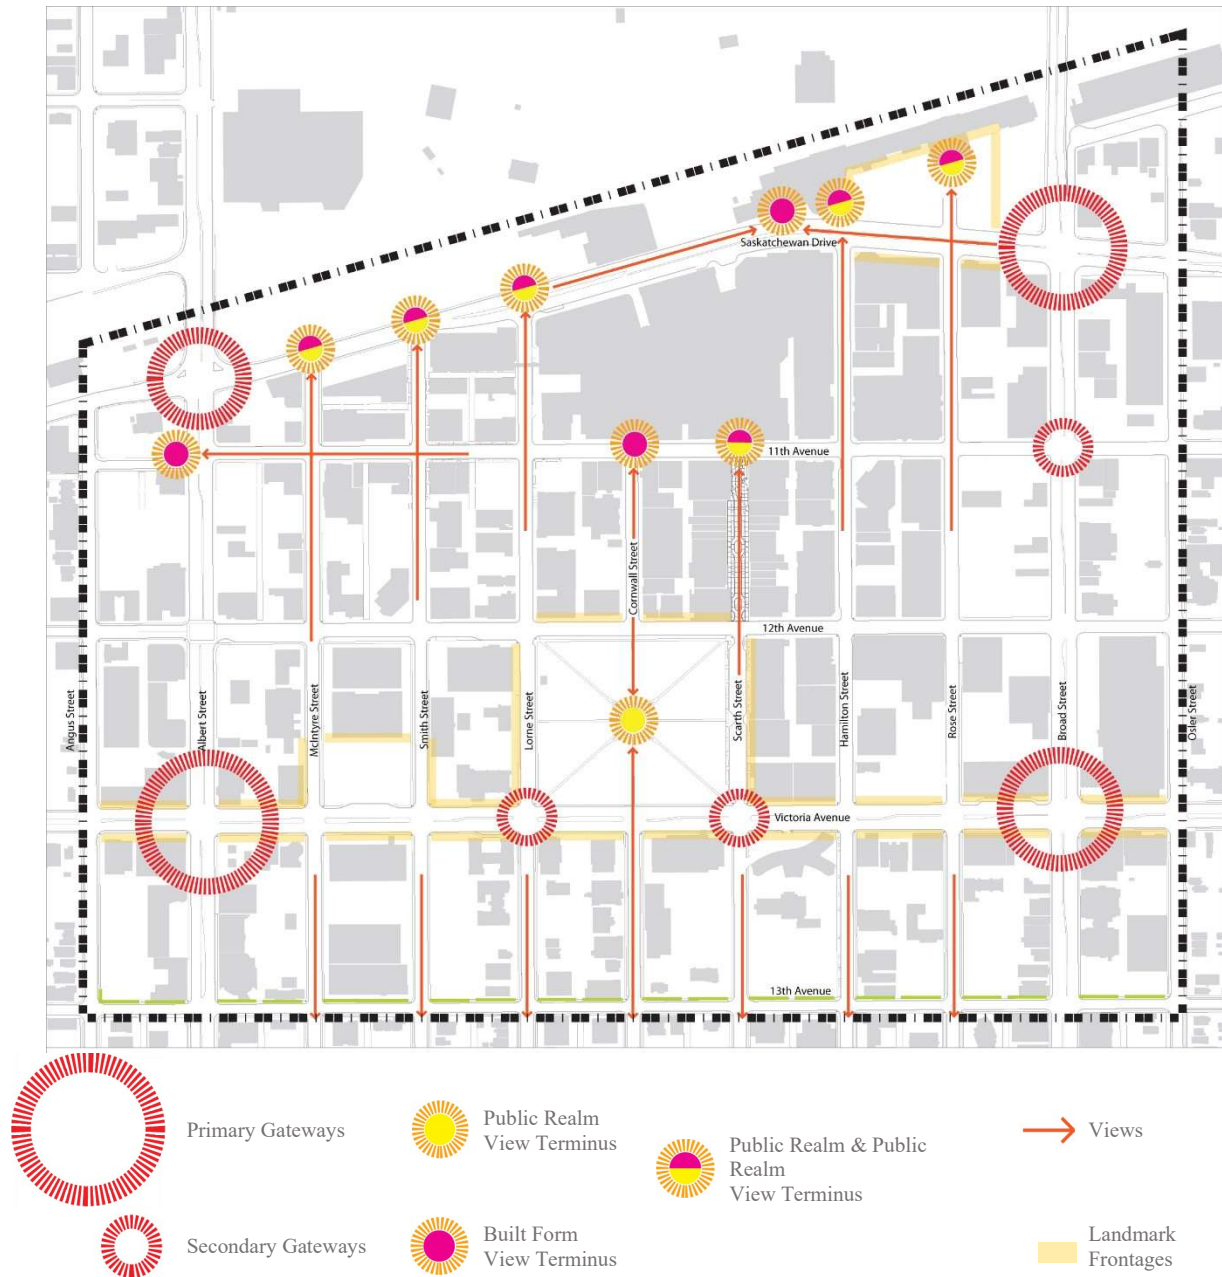 Saskatchewan Drive
11th Avenue
Cornwall Street
12th Avenue
Angus Street
Albert Street
McIntyre Street
Smith Street
Lorne Street
Scarth Street
Hamilton Street
Rose Street
Broad Street
Osler Street
Victoria Avenue
13th Avenue
Primary Gateways
Public Realm
View Terminus
Public Realm & Public
Realm
View Terminus
Views
Secondary Gateways
Built Form
View Terminus
Landmark
Frontages